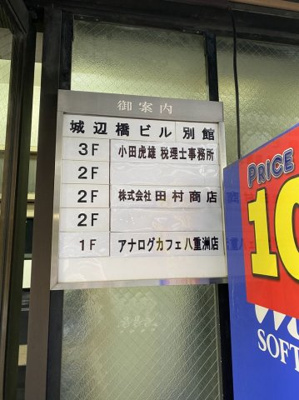 御案内
城辺橋ビル 別館
3F 小田虎雄 税理士事務所
2F
2F 株式会社 田村商店
2F
1F アナログカフェ八重洲店
PRICE
10
SOFT